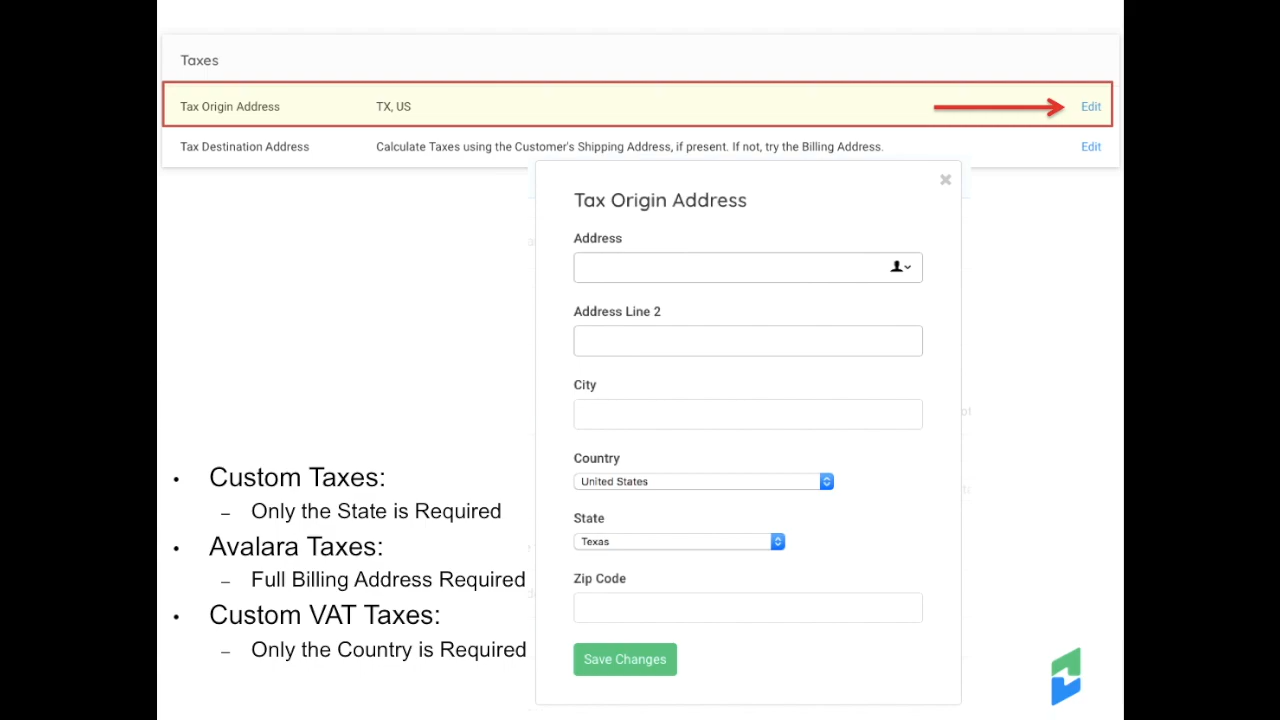 Taxes
Tax Origin Address TX, US Edit
Tax Destination Address Calculate Taxes using the Customer's Shipping Address, if present. If not, try the Billing Address. Edit
Tax Origin Address
Address
Address Line 2
City
Country
United States
State
Texas
Zip Code
Save Changes
• Custom Taxes:
– Only the State is Required
• Avalara Taxes:
– Full Billing Address Required
• Custom VAT Taxes:
– Only the Country is Required